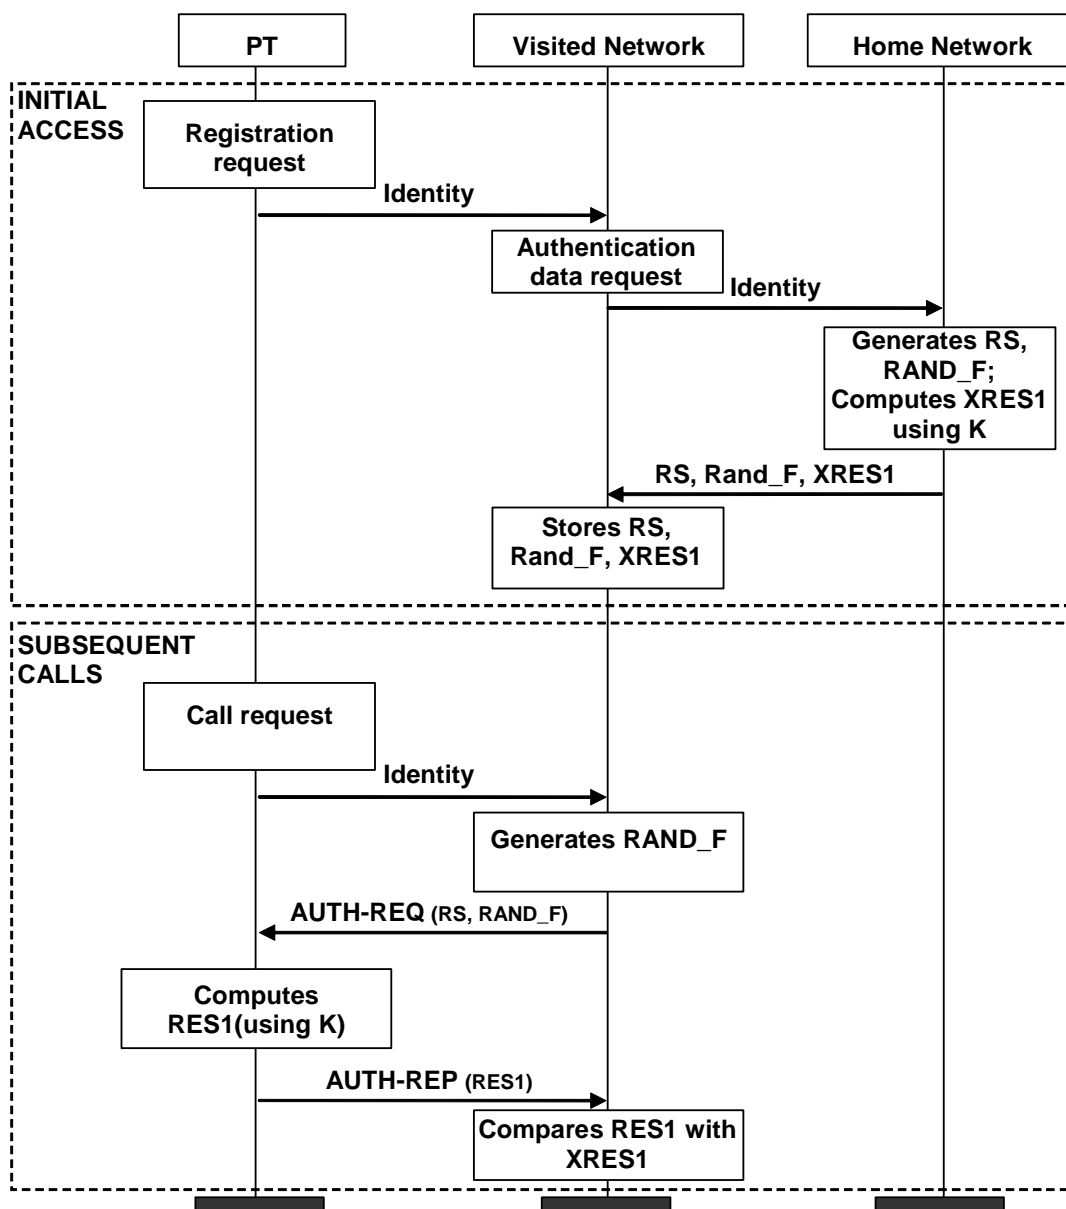 PT
Visited Network
Home Network
INITIAL
ACCESS
Registration
request
Identity
Authentication
data request
Identity
Generates RS,
RAND_F;
Computes XRES1
using K
RS, Rand_F, XRES1
Stores RS,
Rand_F, XRES1
SUBSEQUENT
CALLS
Call request
Identity
Generates RAND_F
AUTH-REQ (RS, RAND_F)
Computes
RES1(using K)
AUTH-REP (RES1)
Compares RES1 with
XRES1